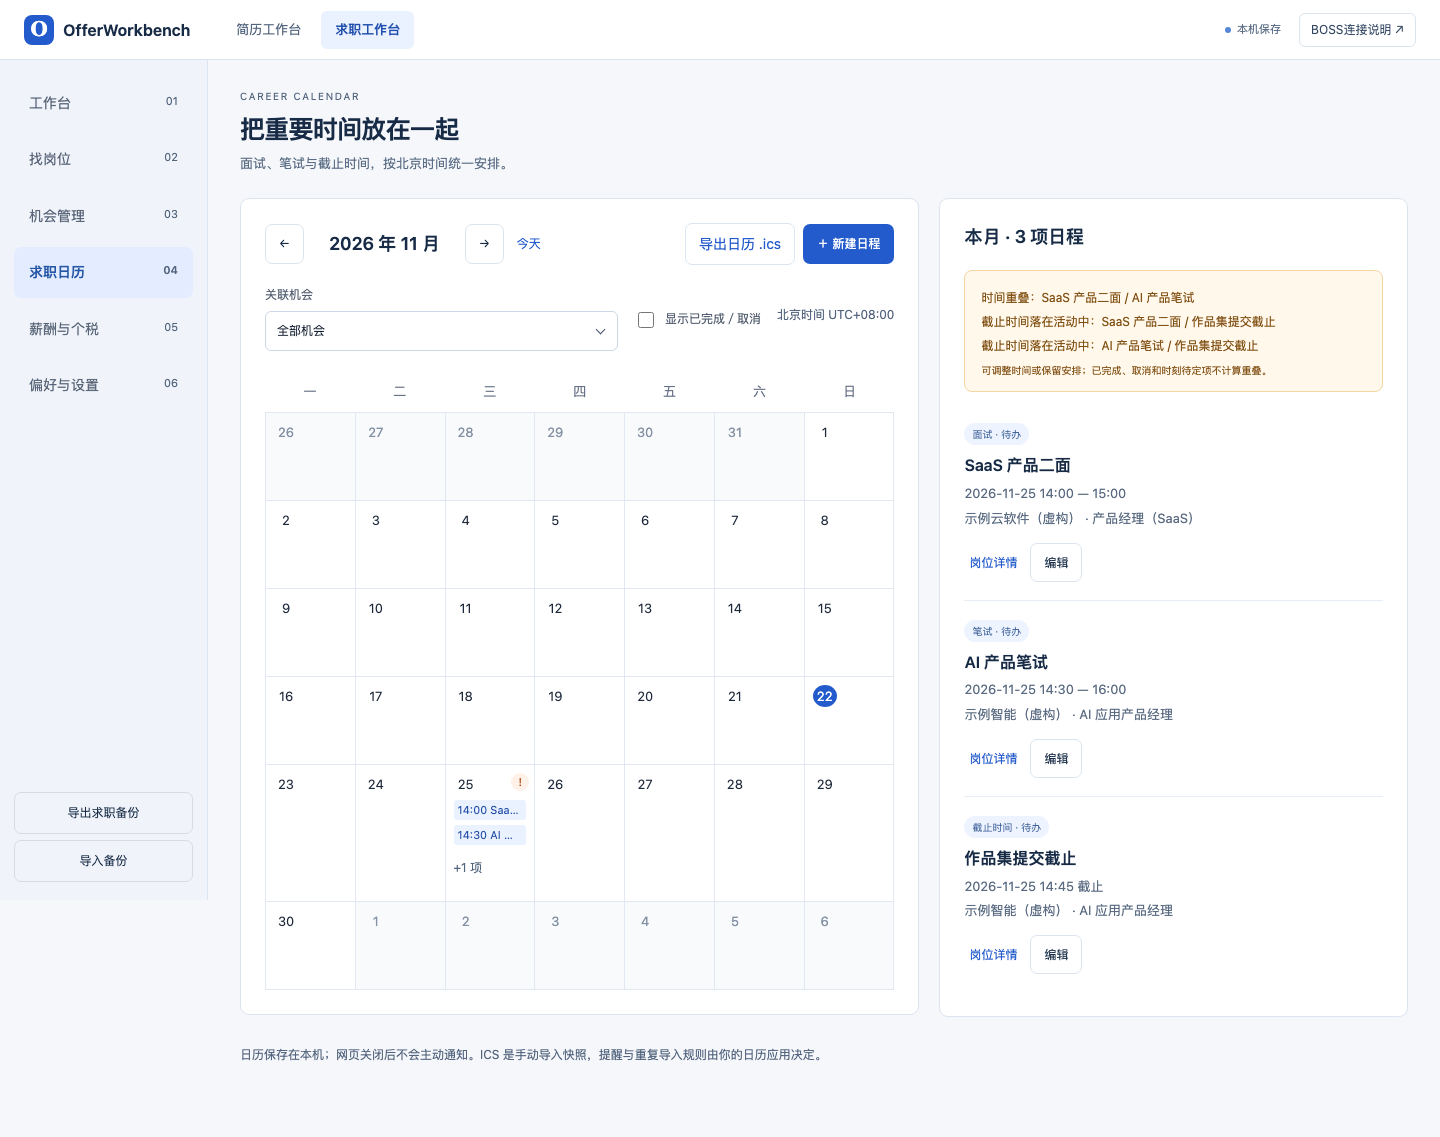 O OfferWorkbench 简历工作台 求职工作台 本机保存 BOSS连接说明 ↗
工作台 01
找岗位 02
机会管理 03
求职日历 04
薪酬与个税 05
偏好与设置 06
导出求职备份
导入备份
CAREER CALENDAR
把重要时间放在一起
面试、笔试与截止时间，按北京时间统一安排。
← 2026 年 11 月 → 今天 导出日历 .ics ＋ 新建日程
关联机会
全部机会 显示已完成 / 取消 北京时间 UTC+08:00
一 二 三 四 五 六 日
26 27 28 29 30 31 1
2 3 4 5 6 7 8
9 10 11 12 13 14 15
16 17 18 19 20 21 22
23 24 25 ! 26 27 28 29
14:00 Saa...
14:30 AI ...
+1 项
30 1 2 3 4 5 6
本月 · 3 项日程
时间重叠：SaaS 产品二面 / AI 产品笔试
截止时间落在活动中：SaaS 产品二面 / 作品集提交截止
截止时间落在活动中：AI 产品笔试 / 作品集提交截止
可调整时间或保留安排；已完成、取消和时刻待定项不计算重叠。
面试 · 待办
SaaS 产品二面
2026-11-25 14:00 — 15:00
示例云软件（虚构） · 产品经理（SaaS）
岗位详情 编辑
笔试 · 待办
AI 产品笔试
2026-11-25 14:30 — 16:00
示例智能（虚构） · AI 应用产品经理
岗位详情 编辑
截止时间 · 待办
作品集提交截止
2026-11-25 14:45 截止
示例智能（虚构） · AI 应用产品经理
岗位详情 编辑
日历保存在本机；网页关闭后不会主动通知。ICS 是手动导入快照，提醒与重复导入规则由你的日历应用决定。